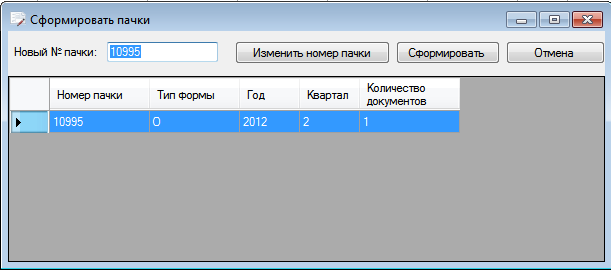 Сформировать пачки
Новый № пачки: 10995 Изменить номер пачки Сформировать Отмена
Номер пачки Тип формы Год Квартал Количество документов
10995 О 2012 2 1